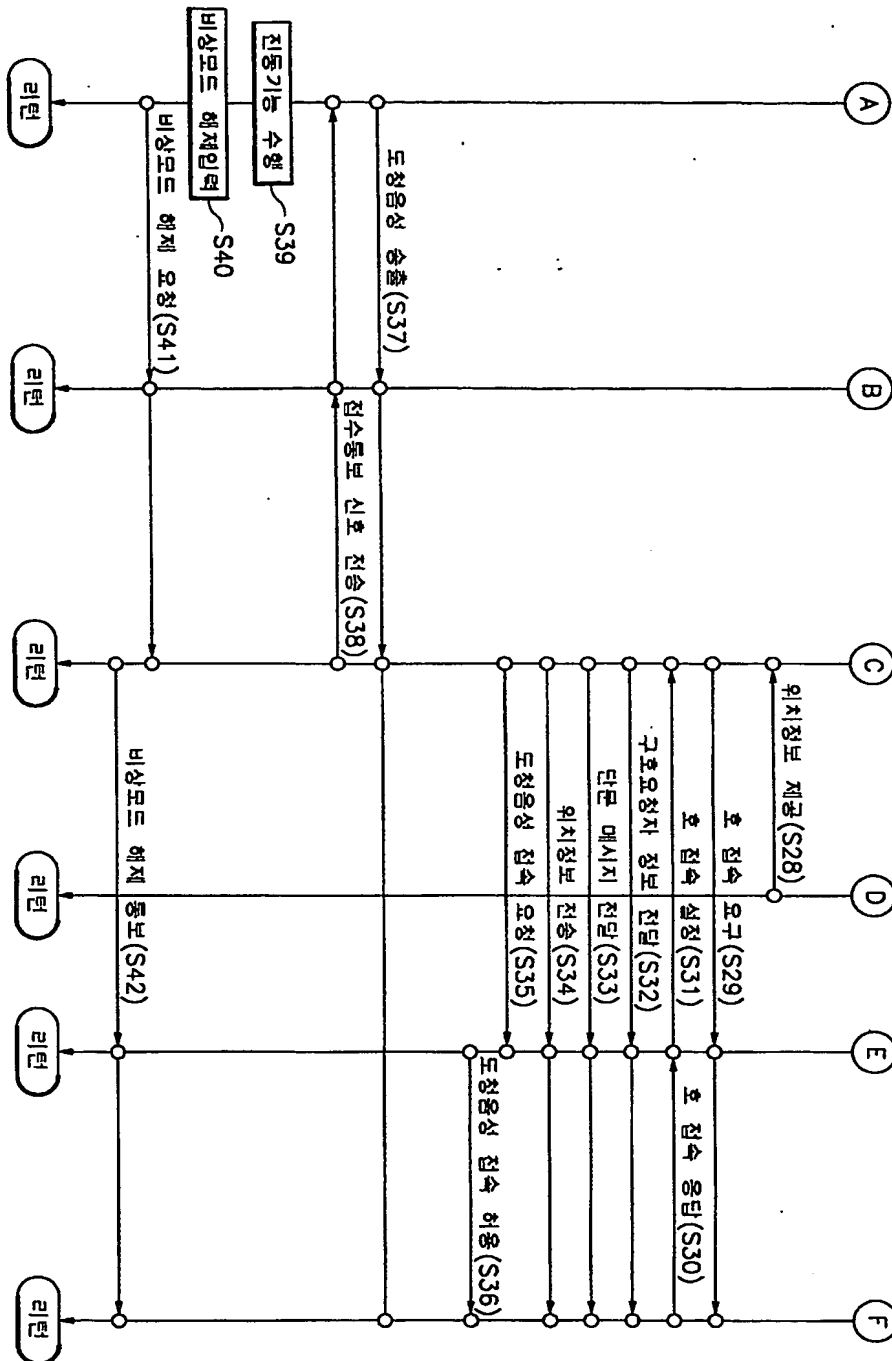 A
B
C
D
E
F
위치정보 제공(S28)
호 접속 요구(S29)
호 접속 응답(S30)
호 접속 설정(S31)
구호요청자 정보 전달(S32)
단문 메시지 전달(S33)
위치정보 전송(S34)
도청음성 접속 요청(S35)
도청음성 접속 허용(S36)
도청음성 송출(S37)
접수통보 신호 전송(S38)
진동기능 수행
S39
비상모드 해제입력
S40
비상모드 해제 요청(S41)
비상모드 해제 통보(S42)
리턴
리턴
리턴
리턴
리턴
리턴